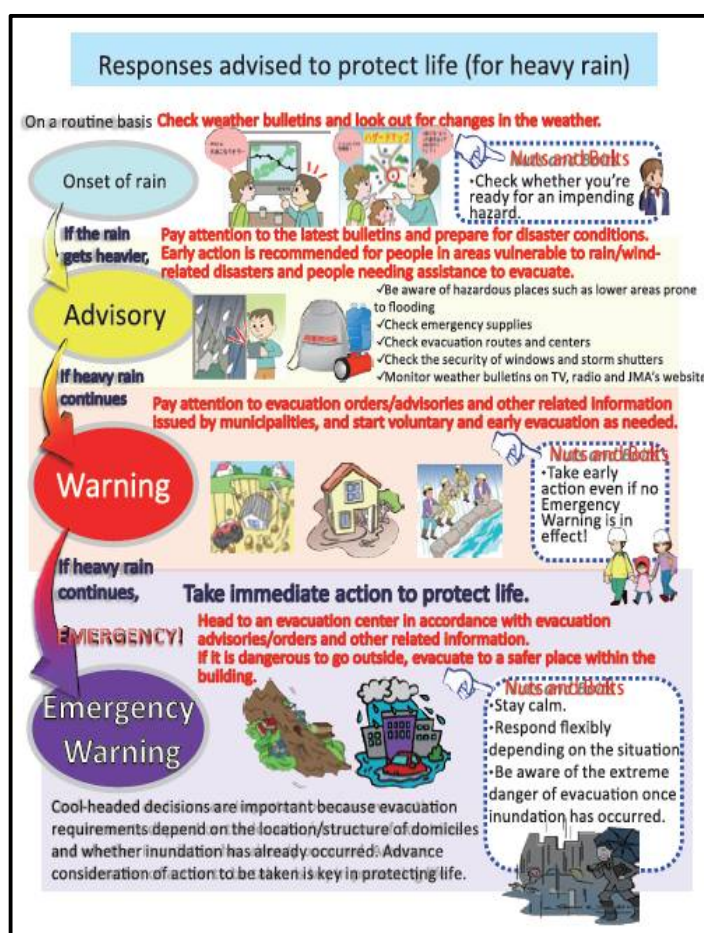 Responses advised to protect life (for heavy rain)
On a routine basis Check weather bulletins and look out for changes in the weather.
Onset of rain
ハザードマップ
Nuts and Bolts
•Check whether you're
ready for an impending
hazard.
If the rain
gets heavier,
Pay attention to the latest bulletins and prepare for disaster conditions.
Early action is recommended for people in areas vulnerable to rain/wind-
related disasters and people needing assistance to evacuate.
Advisory
✓Be aware of hazardous places such as lower areas prone
to flooding
✓Check emergency supplies
✓Check evacuation routes and centers
✓Check the security of windows and storm shutters
✓Monitor weather bulletins on TV, radio and JMA's website
If heavy rain
continues
Pay attention to evacuation orders/advisories and other related information
issued by municipalities, and start voluntary and early evacuation as needed.
Warning
Nuts and Bolts
•Take early
action even if no
Emergency
Warning is in
effect!
If heavy rain
continues,
EMERGENCY!
Take immediate action to protect life.
Head to an evacuation center in accordance with evacuation
advisories/orders and other related information.
If it is dangerous to go outside, evacuate to a safer place within the
building.
Emergency
Warning
Nuts and Bolts
•Stay calm.
•Respond flexibly
depending on the situation
•Be aware of the extreme
danger of evacuation once
inundation has occurred.
Cool-headed decisions are important because evacuation
requirements depend on the location/structure of domiciles
and whether inundation has already occurred. Advance
consideration of action to be taken is key in protecting life.